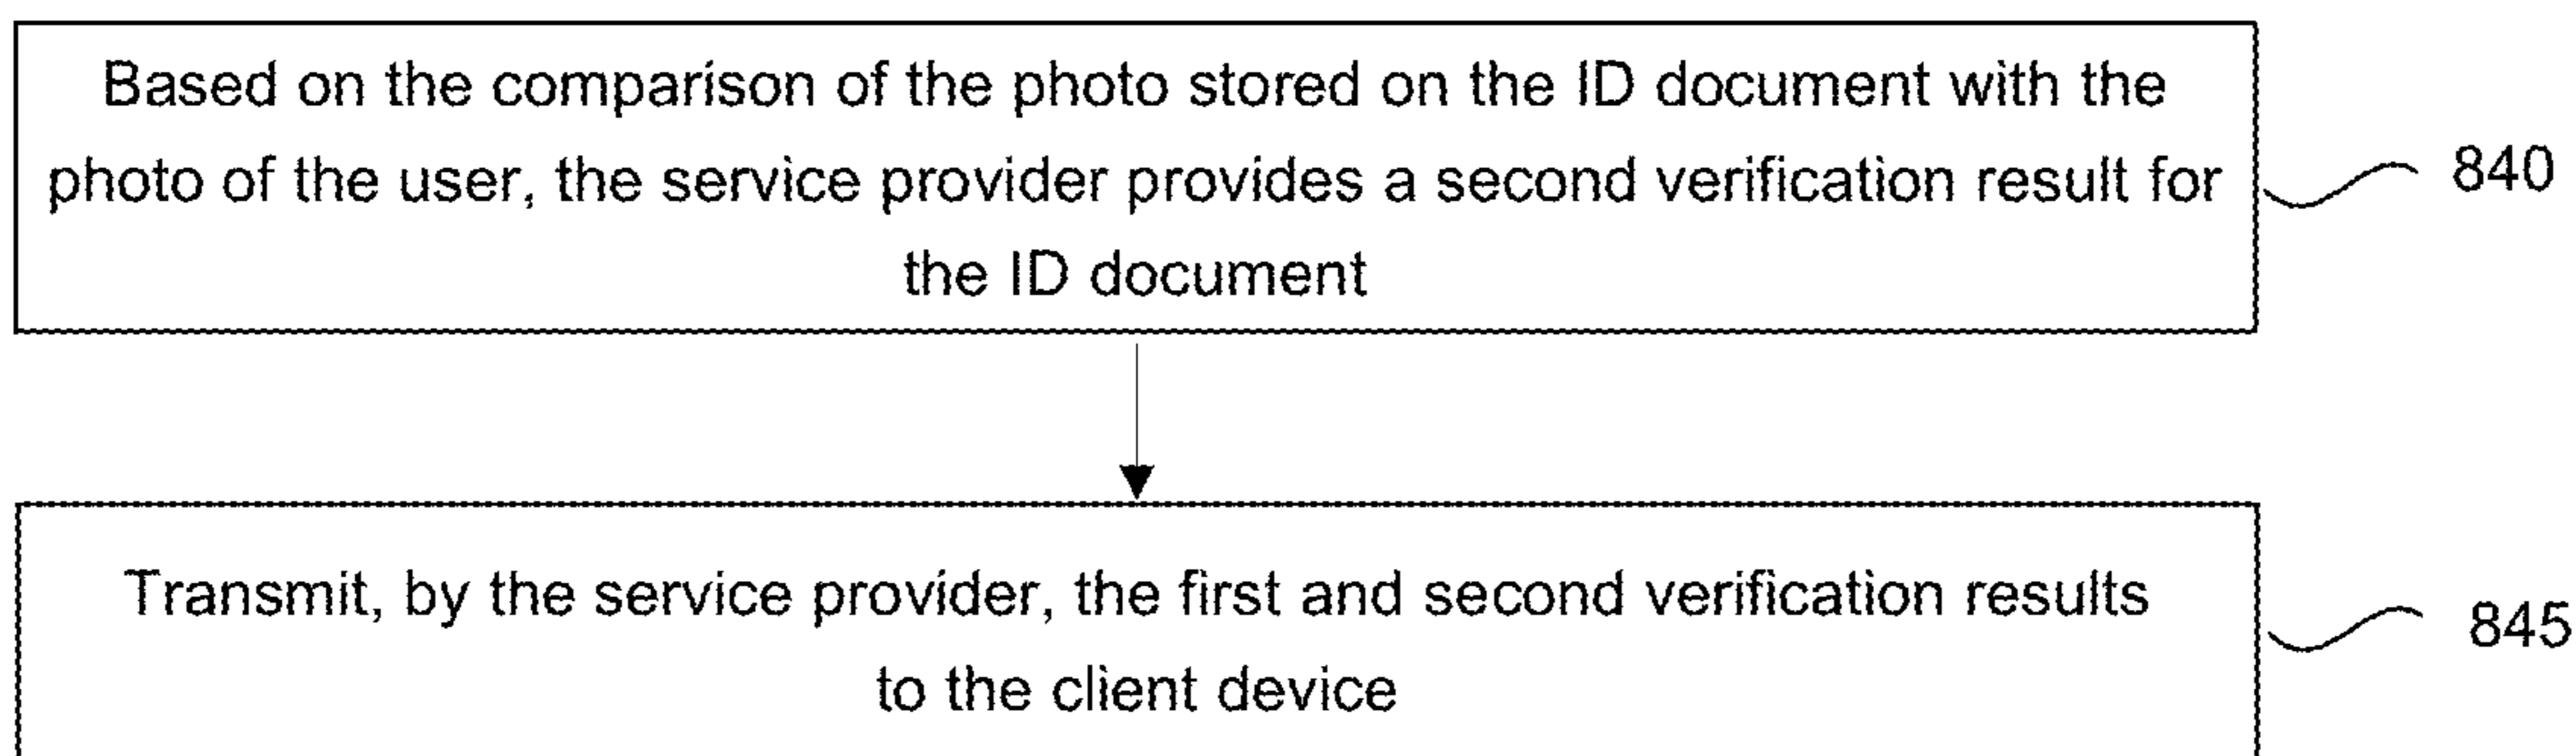 Based on the comparison of the photo stored on the ID document with the
photo of the user, the service provider provides a second verification result for
the ID document
840
Transmit, by the service provider, the first and second verification results
to the client device
845